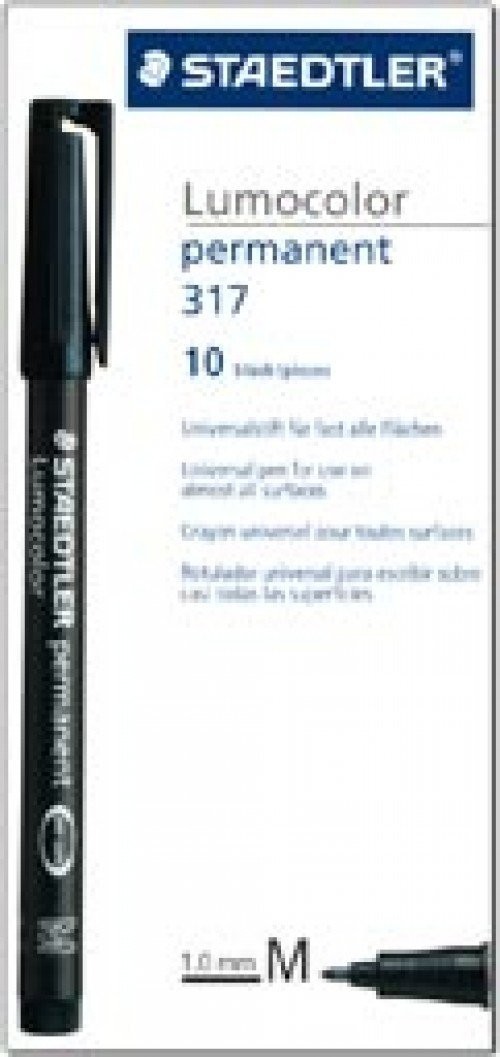 STAEDTLER®
Lumocolor
permanent
317
10 Stück/pieces
Universalstift für fast alle Flächen
Universal pen for use on
almost all surfaces
Crayon universel pour toutes surfaces
Rotulador universal para escribir sobre
casi todas las superficies
STAEDTLER permanent
Lumocolor
M
1.0 mm M